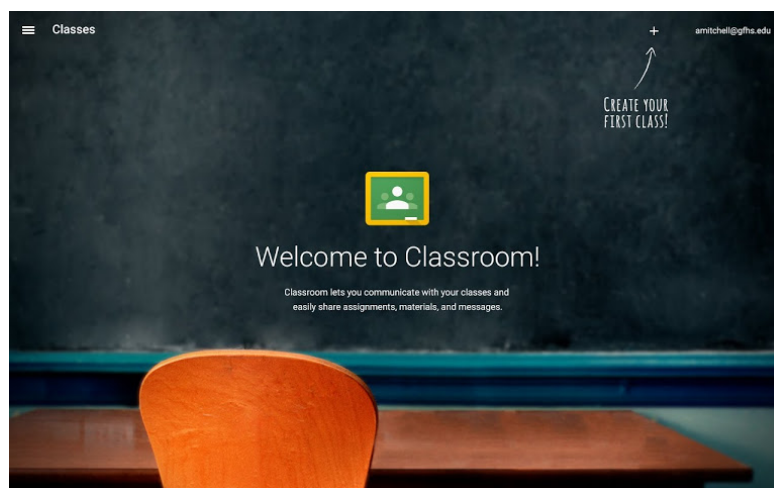 Classes
+
amitchell@gfhs.edu
CREATE YOUR
FIRST CLASS!
Welcome to Classroom!
Classroom lets you communicate with your classes and
easily share assignments, materials, and messages.